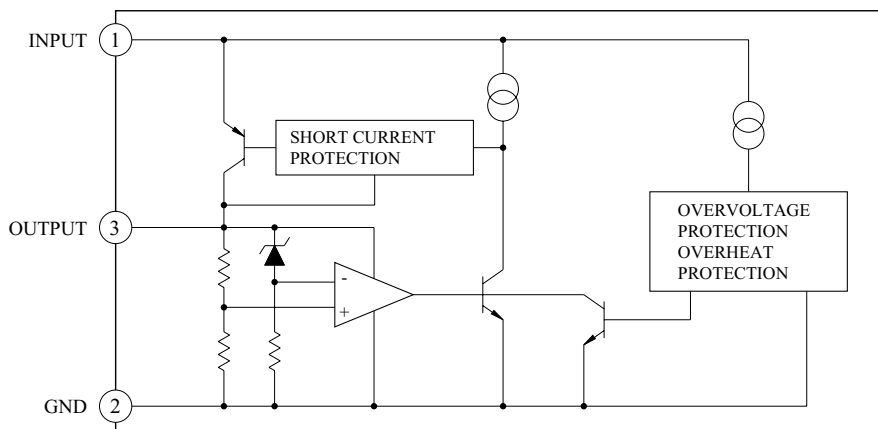 INPUT 1
SHORT CURRENT
PROTECTION
OUTPUT 3
OVERVOLTAGE
PROTECTION
OVERHEAT
PROTECTION
-
+
GND 2